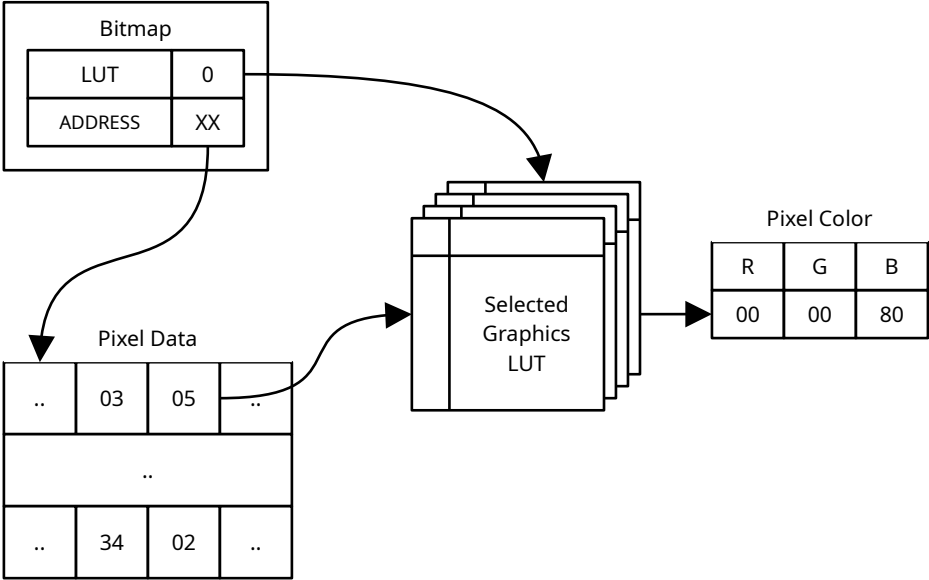 Bitmap
LUT 0
ADDRESS XX
Pixel Color
R G B
00 00 80
Selected
Graphics
LUT
Pixel Data
.. 03 05 ..
..
.. 34 02 ..